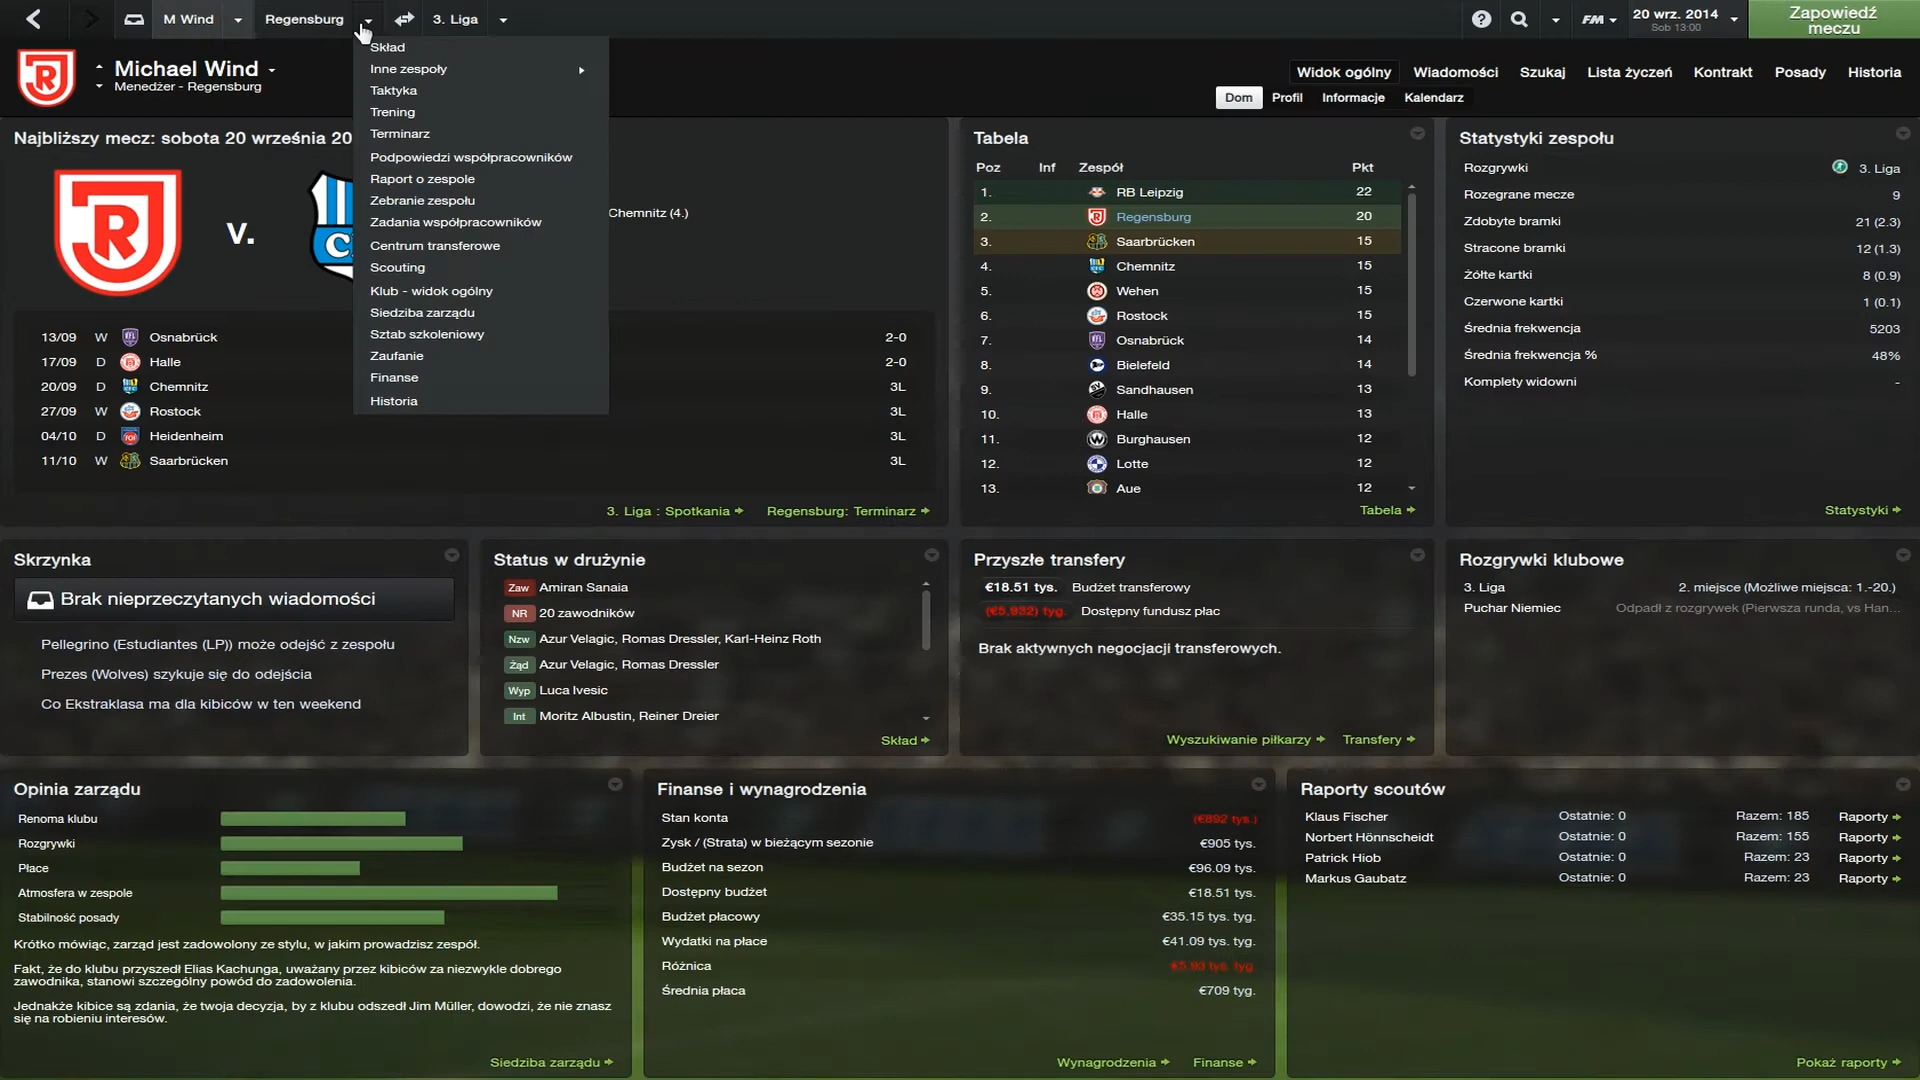 M Wind
Regensburg
3. Liga
FM
20 wrz. 2014
Sob 13:00
Zapowiedź meczu
Michael Wind
Menedżer - Regensburg
Widok ogólny
Wiadomości
Szukaj
Lista życzeń
Kontrakt
Posady
Historia
Dom
Profil
Informacje
Kalendarz
Skład
Inne zespoły
Taktyka
Trening
Terminarz
Podpowiedzi współpracowników
Raport o zespole
Zebranie zespołu
Zadania współpracowników
Centrum transferowe
Scouting
Klub - widok ogólny
Siedziba zarządu
Sztab szkoleniowy
Zaufanie
Finanse
Historia
Najbliższy mecz: sobota 20 września 20
v.
Chemnitz (4.)
13/09 W Osnabrück 2-0
17/09 D Halle 2-0
20/09 D Chemnitz 3L
27/09 W Rostock 3L
04/10 D Heidenheim 3L
11/10 W Saarbrücken 3L
3. Liga : Spotkania
Regensburg: Terminarz
Tabela
Poz Inf Zespół Pkt
1. RB Leipzig 22
2. Regensburg 20
3. Saarbrücken 15
4. Chemnitz 15
5. Wehen 15
6. Rostock 15
7. Osnabrück 14
8. Bielefeld 14
9. Sandhausen 13
10. Halle 13
11. Burghausen 12
12. Lotte 12
13. Aue 12
Tabela
Statystyki zespołu
Rozgrywki 3. Liga
Rozegrane mecze 9
Zdobyte bramki 21 (2.3)
Stracone bramki 12 (1.3)
Żółte kartki 8 (0.9)
Czerwone kartki 1 (0.1)
Średnia frekwencja 5203
Średnia frekwencja % 48%
Komplety widowni -
Statystyki
Skrzynka
Brak nieprzeczytanych wiadomości
Pellegrino (Estudiantes (LP)) może odejść z zespołu
Prezes (Wolves) szykuje się do odejścia
Co Ekstraklasa ma dla kibiców w ten weekend
Status w drużynie
Zaw Amiran Sanaia
NR 20 zawodników
Nzw Azur Velagic, Romas Dressler, Karl-Heinz Roth
Żąd Azur Velagic, Romas Dressler
Wyp Luca Ivesic
Int Moritz Albustin, Reiner Dreier
Skład
Przyszłe transfery
€18.51 tys. Budżet transferowy
(€5,932) tyg. Dostępny fundusz płac
Brak aktywnych negocjacji transferowych.
Wyszukiwanie piłkarzy
Transfery
Rozgrywki klubowe
3. Liga 2. miejsce (Możliwe miejsca: 1.-20.)
Puchar Niemiec Odpadł z rozgrywek (Pierwsza runda, vs Han...
Opinia zarządu
Renoma klubu
Rozgrywki
Płace
Atmosfera w zespole
Stabilność posady
Krótko mówiąc, zarząd jest zadowolony ze stylu, w jakim prowadzisz zespół.
Fakt, że do klubu przyszedł Elias Kachunga, uważany przez kibiców za niezwykle dobrego
zawodnika, stanowi szczególny powód do zadowolenia.
Jednakże kibice są zdania, że twoja decyzja, by z klubu odszedł Jim Müller, dowodzi, że nie znasz
się na robieniu interesów.
Siedziba zarządu
Finanse i wynagrodzenia
Stan konta (€892 tys.)
Zysk / (Strata) w bieżącym sezonie €905 tys.
Budżet na sezon €96.09 tys.
Dostępny budżet €18.51 tys.
Budżet płacowy €35.15 tys. tyg.
Wydatki na płace €41.09 tys. tyg.
Różnica €5.93 tys. tyg.
Średnia płaca €709 tyg.
Wynagrodzenia
Finanse
Raporty scoutów
Klaus Fischer Ostatnie: 0 Razem: 185 Raporty
Norbert Hönnscheidt Ostatnie: 0 Razem: 155 Raporty
Patrick Hiob Ostatnie: 0 Razem: 23 Raporty
Markus Gaubatz Ostatnie: 0 Razem: 23 Raporty
Pokaż raporty